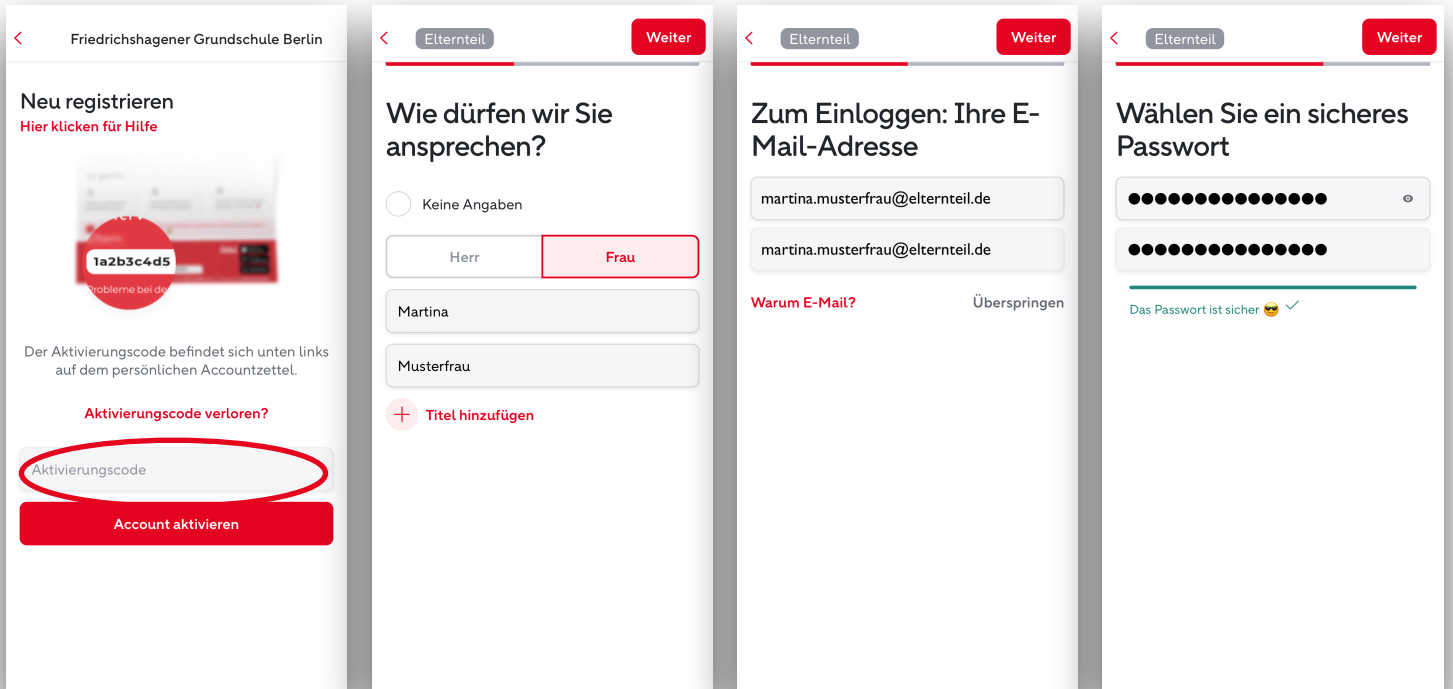 Friedrichshagener Grundschule Berlin
Neu registrieren
Hier klicken für Hilfe
1a2b3c4d5
Probleme bei de
Der Aktivierungscode befindet sich unten links
auf dem persönlichen Accountzettel.
Aktivierungscode verloren?
Aktivierungscode
Account aktivieren
Elternteil
Weiter
Wie dürfen wir Sie
ansprechen?
Keine Angaben
Herr
Frau
Martina
Musterfrau
Titel hinzufügen
Elternteil
Weiter
Zum Einloggen: Ihre E-
Mail-Adresse
martina.musterfrau@elternteil.de
martina.musterfrau@elternteil.de
Warum E-Mail?
Überspringen
Elternteil
Weiter
Wählen Sie ein sicheres
Passwort
●●●●●●●●●●●●●●●
●●●●●●●●●●●●●●●
Das Passwort ist sicher 😎